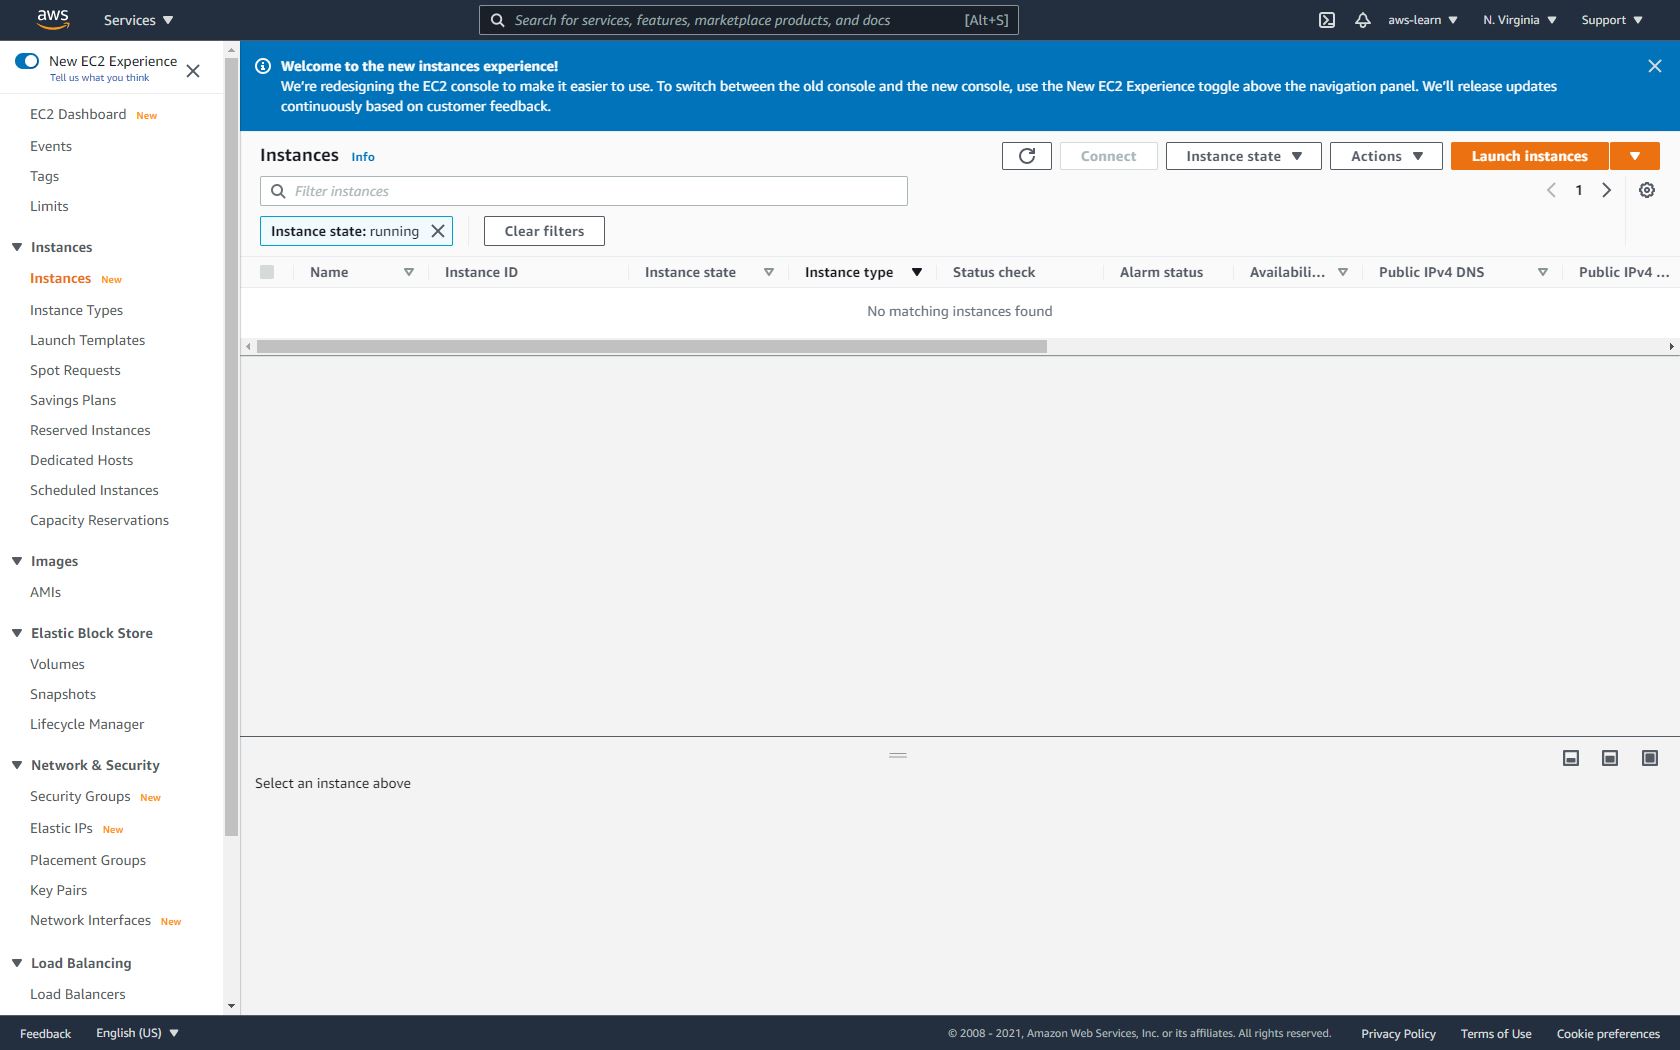 aws
Services
Search for services, features, marketplace products, and docs [Alt+S]
aws-learn
N. Virginia
Support
New EC2 Experience
Tell us what you think
EC2 Dashboard New
Events
Tags
Limits
Instances
Instances New
Instance Types
Launch Templates
Spot Requests
Savings Plans
Reserved Instances
Dedicated Hosts
Scheduled Instances
Capacity Reservations
Images
AMIs
Elastic Block Store
Volumes
Snapshots
Lifecycle Manager
Network & Security
Security Groups New
Elastic IPs New
Placement Groups
Key Pairs
Network Interfaces New
Load Balancing
Load Balancers
Welcome to the new instances experience!
We're redesigning the EC2 console to make it easier to use. To switch between the old console and the new console, use the New EC2 Experience toggle above the navigation panel. We'll release updates
continuously based on customer feedback.
Instances Info
Connect
Instance state
Actions
Launch instances
Filter instances
1
Instance state: running
Clear filters
Name
Instance ID
Instance state
Instance type
Status check
Alarm status
Availabili...
Public IPv4 DNS
Public IPv4 ...
No matching instances found
Select an instance above
Feedback
English (US)
© 2008 - 2021, Amazon Web Services, Inc. or its affiliates. All rights reserved.
Privacy Policy
Terms of Use
Cookie preferences